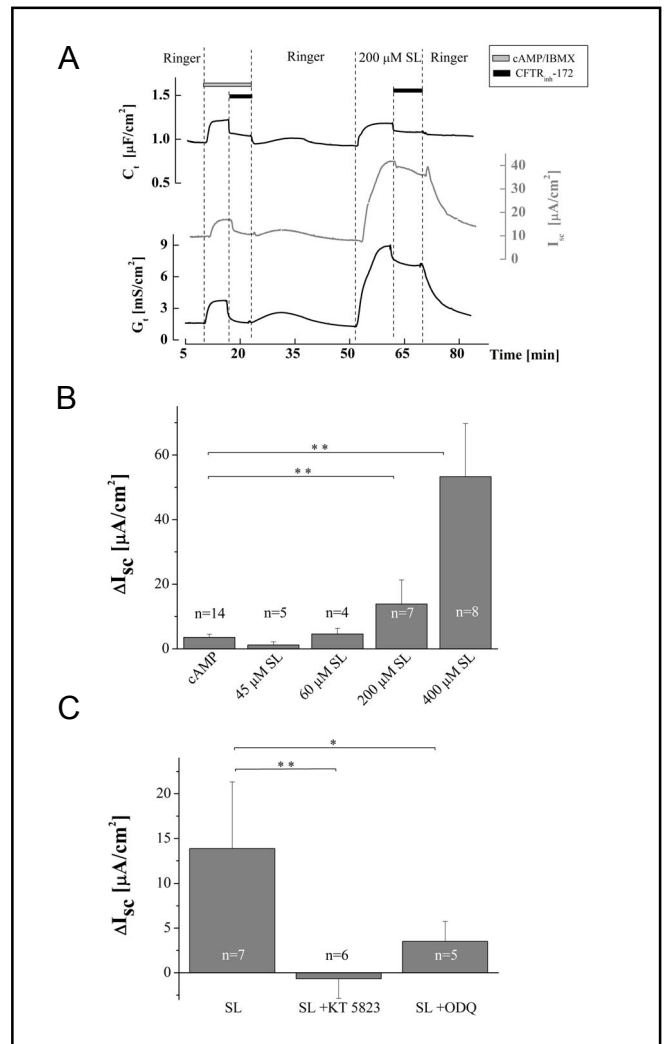 A
Ringer
Ringer
200 µM SL
Ringer
cAMP/IBMX
CFTRinh-172
1.5
1.0
0.5
Ct [µF/cm²]
40
30
20
10
0
Isc [µA/cm²]
9
6
3
0
Gt [mS/cm²]
5 20 35 50 65 80 Time [min]
B
ΔISC [µA/cm²]
60
40
20
0
**
**
n=14 n=5 n=4 n=7 n=8
cAMP 45 µM SL 60 µM SL 200 µM SL 400 µM SL
C
ΔISC [µA/cm²]
20
15
10
5
0
*
**
n=7 n=6 n=5
SL SL +KT 5823 SL +ODQ